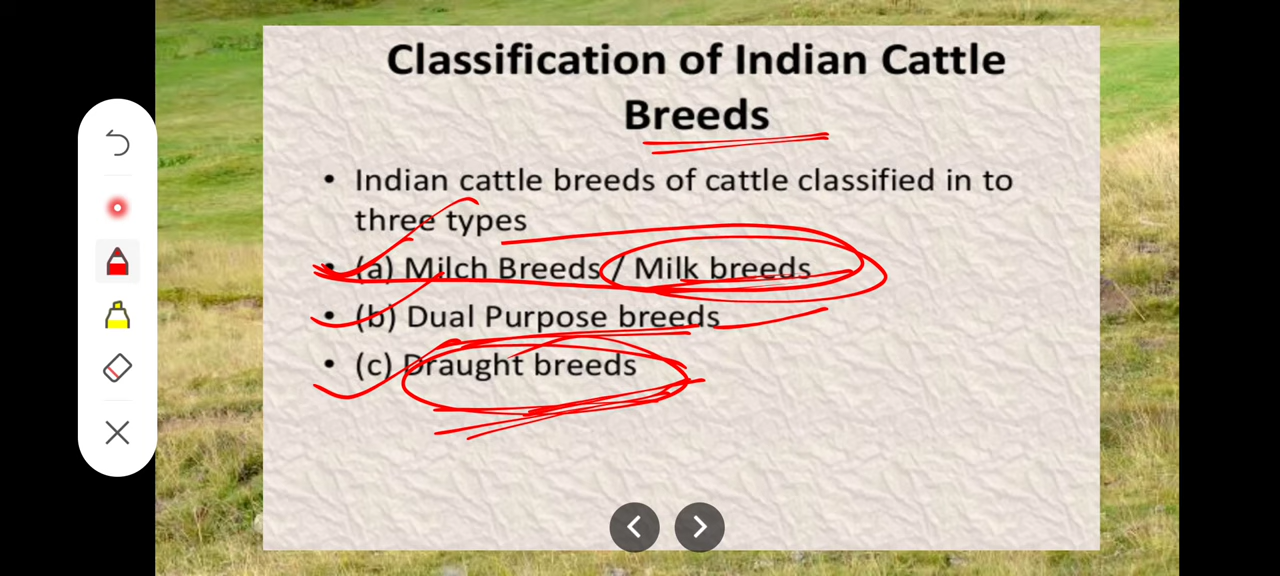 Classification of Indian Cattle
Breeds
• Indian cattle breeds of cattle classified in to
three types
• (a) Milch Breeds / Milk breeds
• (b) Dual Purpose breeds
• (c) Draught breeds